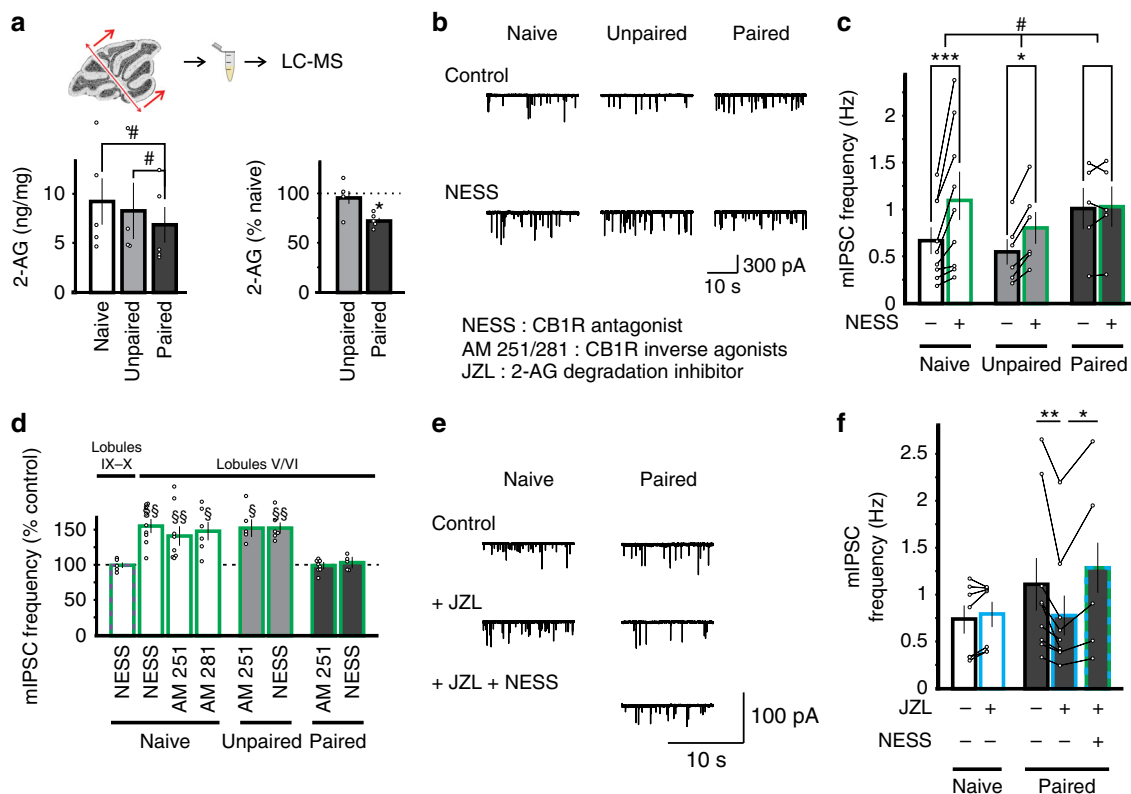 a
LC-MS
2-AG (ng/mg)
10
5
0
#
#
Naive
Unpaired
Paired
2-AG (% naive)
100
75
50
0
*
Unpaired
Paired
b
Naive Unpaired Paired
Control
NESS
300 pA
10 s
NESS : CB1R antagonist
AM 251/281 : CB1R inverse agonists
JZL : 2-AG degradation inhibitor
c
#
*** *
mIPSC frequency (Hz)
2
1.5
1
0.5
0
NESS – + – + – +
Naive Unpaired Paired
d
Lobules
IX–X
Lobules V/VI
mIPSC frequency (% control)
150
100
50
0
§§ §§ § § §§
NESS
NESS
AM 251
AM 281
AM 251
NESS
AM 251
NESS
Naive Unpaired Paired
e
Naive Paired
Control
+ JZL
+ JZL + NESS
100 pA
10 s
f
** *
mIPSC
frequency (Hz)
2.5
2
1.5
1
0.5
0
JZL – + – + +
NESS – – – – +
Naive Paired